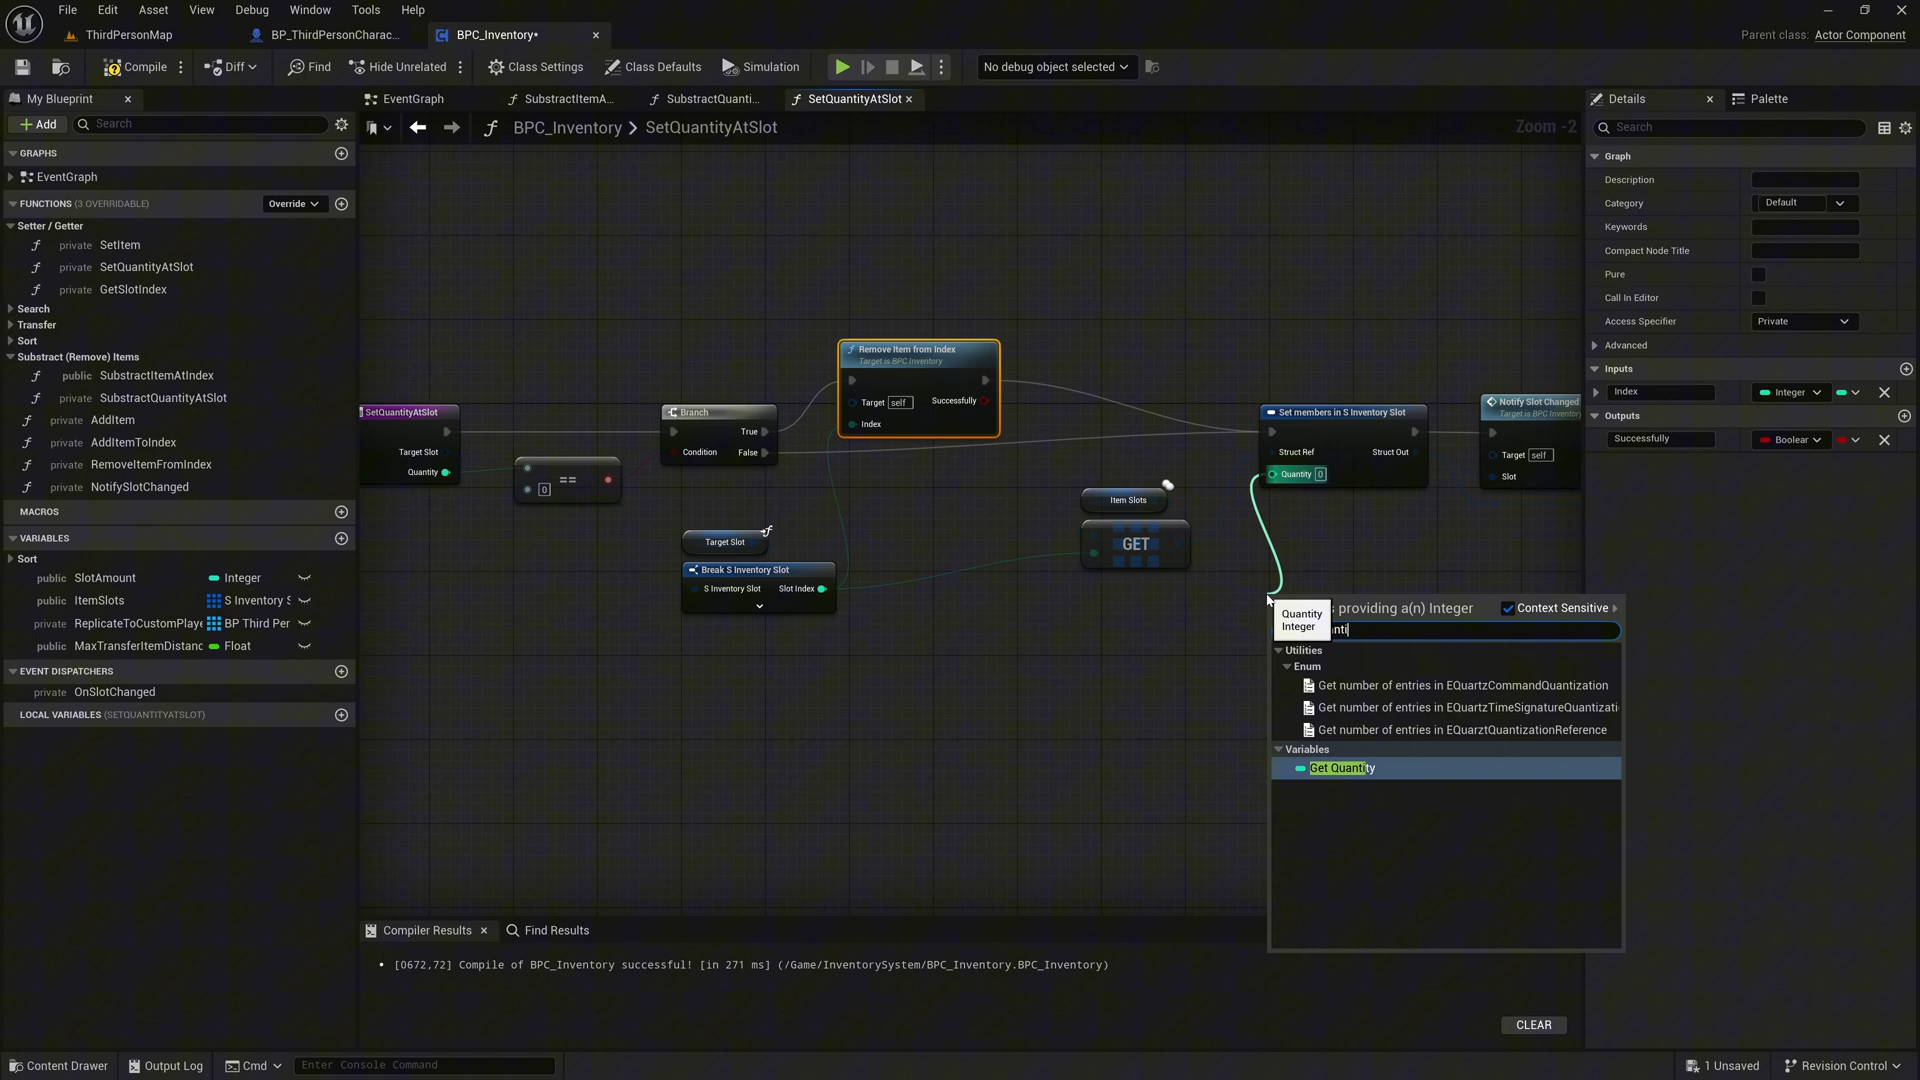 File Edit Asset View Debug Window Tools Help
ThirdPersonMap BP_ThirdPersonCharac... BPC_Inventory* Parent class: Actor Component
Compile Diff Find Hide Unrelated Class Settings Class Defaults Simulation No debug object selected
My Blueprint EventGraph SubstractItemA... SubstractQuanti... SetQuantityAtSlot Details Palette
Add Search BPC_Inventory > SetQuantityAtSlot Zoom -2 Search
GRAPHS
EventGraph
FUNCTIONS (3 OVERRIDABLE) Override
Setter / Getter
private SetItem
private SetQuantityAtSlot
private GetSlotIndex
Search
Transfer
Sort
Substract (Remove) Items
public SubstractItemAtIndex
private SubstractQuantityAtSlot
private AddItem
private AddItemToIndex
private RemoveItemFromIndex
private NotifySlotChanged
MACROS
VARIABLES
Sort
public SlotAmount Integer
public ItemSlots S Inventory S
private ReplicateToCustomPlaye BP Third Per
private MaxTransferItemDistanc Float
EVENT DISPATCHERS
private OnSlotChanged
LOCAL VARIABLES (SETQUANTITYATSLOT)
SetQuantityAtSlot
Target Slot
Quantity
0 ==
Branch
True
Condition False
Target Slot
Break S Inventory Slot
S Inventory Slot Slot Index
Remove Item from Index
Target is BPC Inventory
Target self Successfully
Index
Item Slots
GET
Set members in S Inventory Slot
Struct Ref Struct Out
Quantity 0
Notify Slot Changed
Target is BPC Inventory
Target self
Slot
Quantity
Integer
providing a(n) Integer Context Sensitive
nti
Utilities
Enum
Get number of entries in EQuartzCommandQuantization
Get number of entries in EQuartzTimeSignatureQuantizati
Get number of entries in EQuarztQuantizationReference
Variables
Get Quantity
Graph
Description
Category Default
Keywords
Compact Node Title
Pure
Call In Editor
Access Specifier Private
Advanced
Inputs
Index Integer
Outputs
Successfully Boolear
Compiler Results Find Results
• [0672,72] Compile of BPC_Inventory successful! [in 271 ms] (/Game/InventorySystem/BPC_Inventory.BPC_Inventory)
CLEAR
Content Drawer Output Log Cmd Enter Console Command 1 Unsaved Revision Control